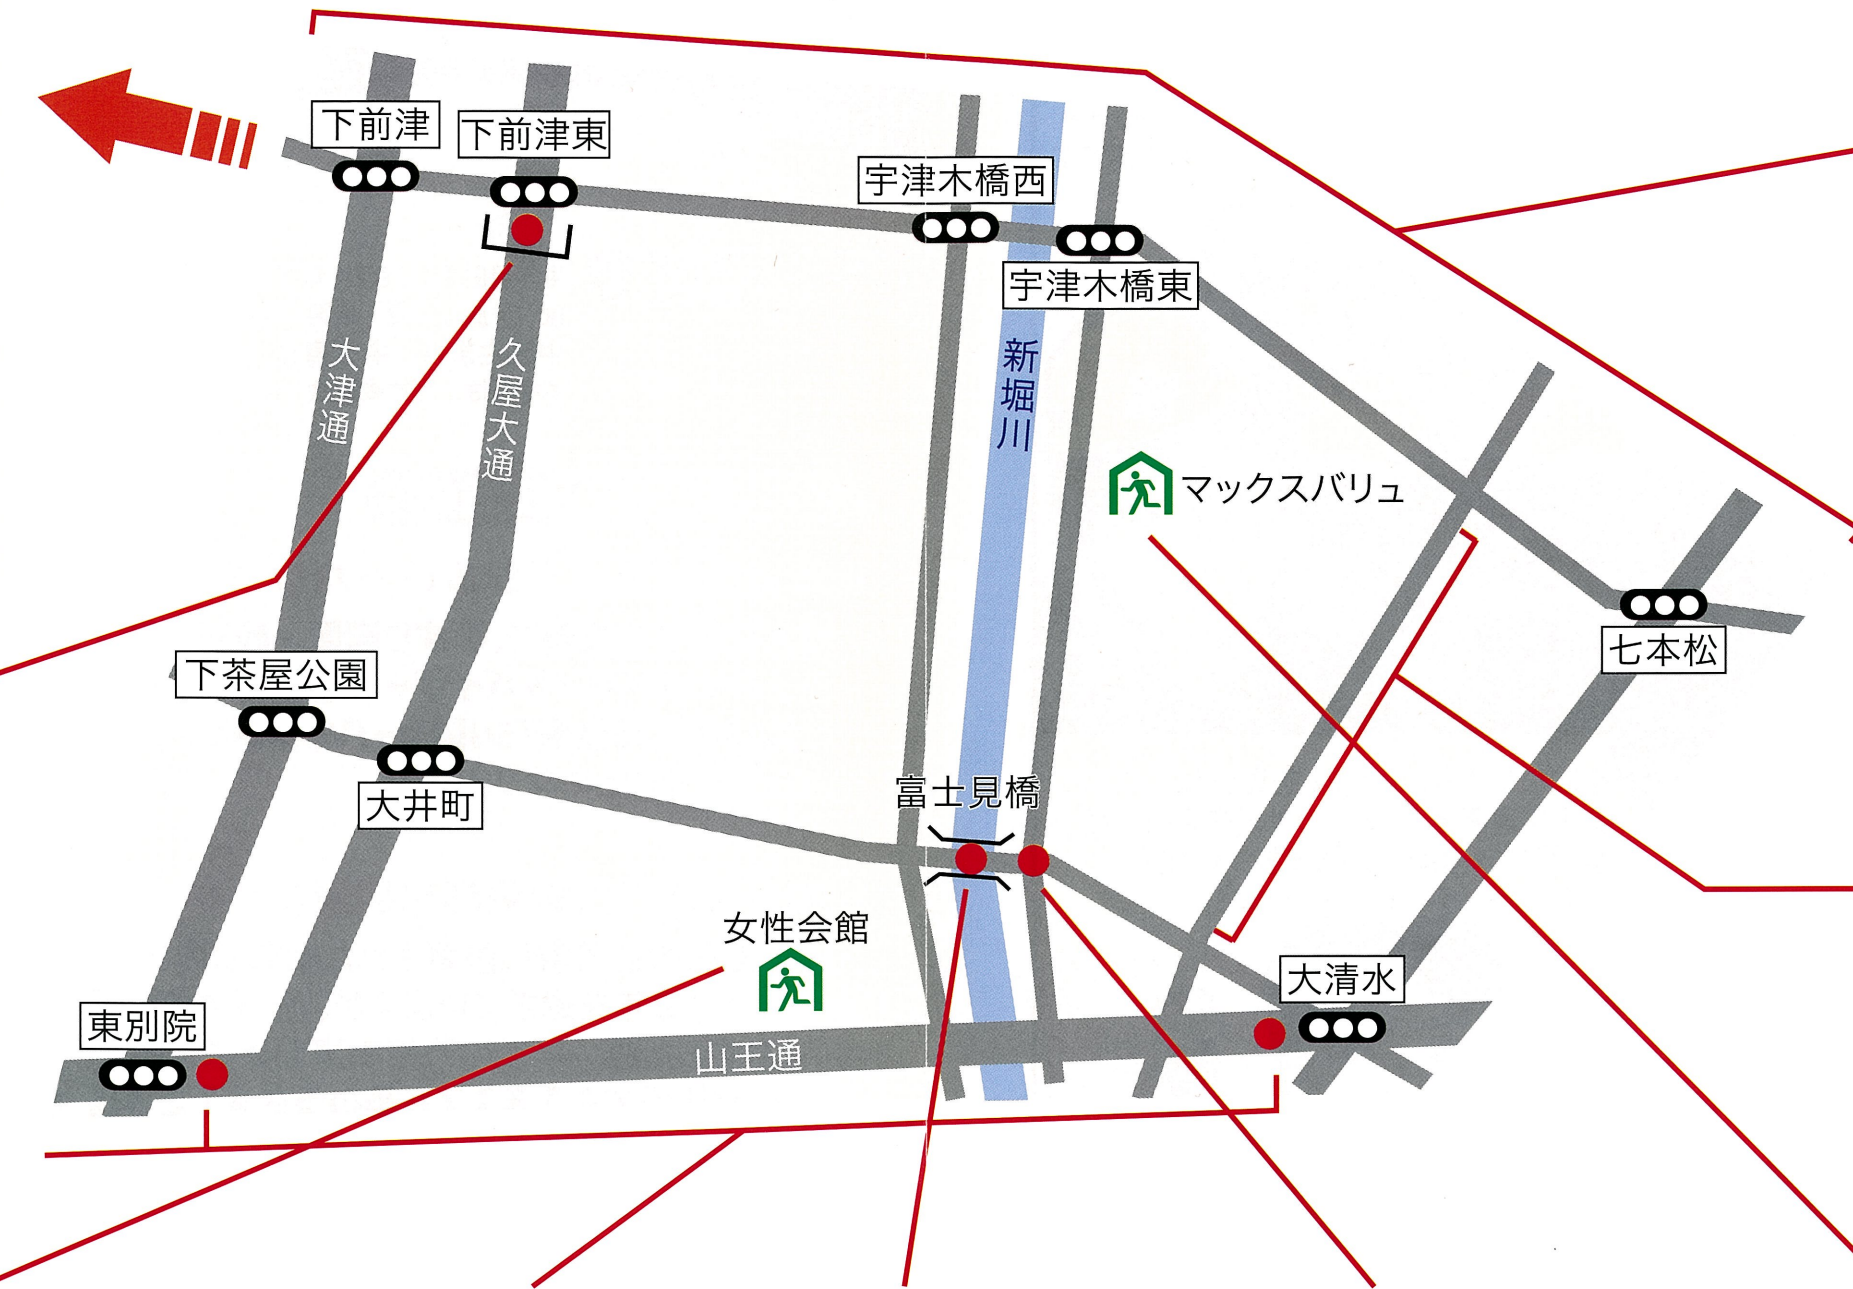 下前津
下前津東
宇津木橋西
宇津木橋東
大津通
久屋大通
新堀川
マックスバリュ
七本松
下茶屋公園
大井町
富士見橋
女性会館
大清水
東別院
山王通